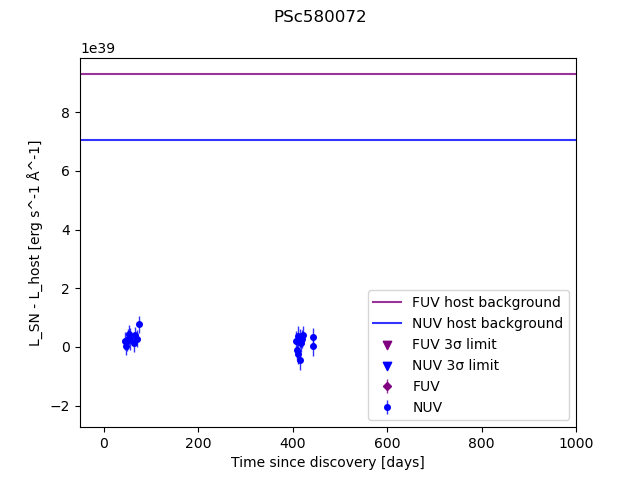 PSc580072
1e39
L_SN - L_host [erg s^-1 Å^-1]
8
6
4
2
0
−2
0 200 400 600 800 1000
Time since discovery [days]
FUV host background
NUV host background
FUV 3σ limit
NUV 3σ limit
FUV
NUV